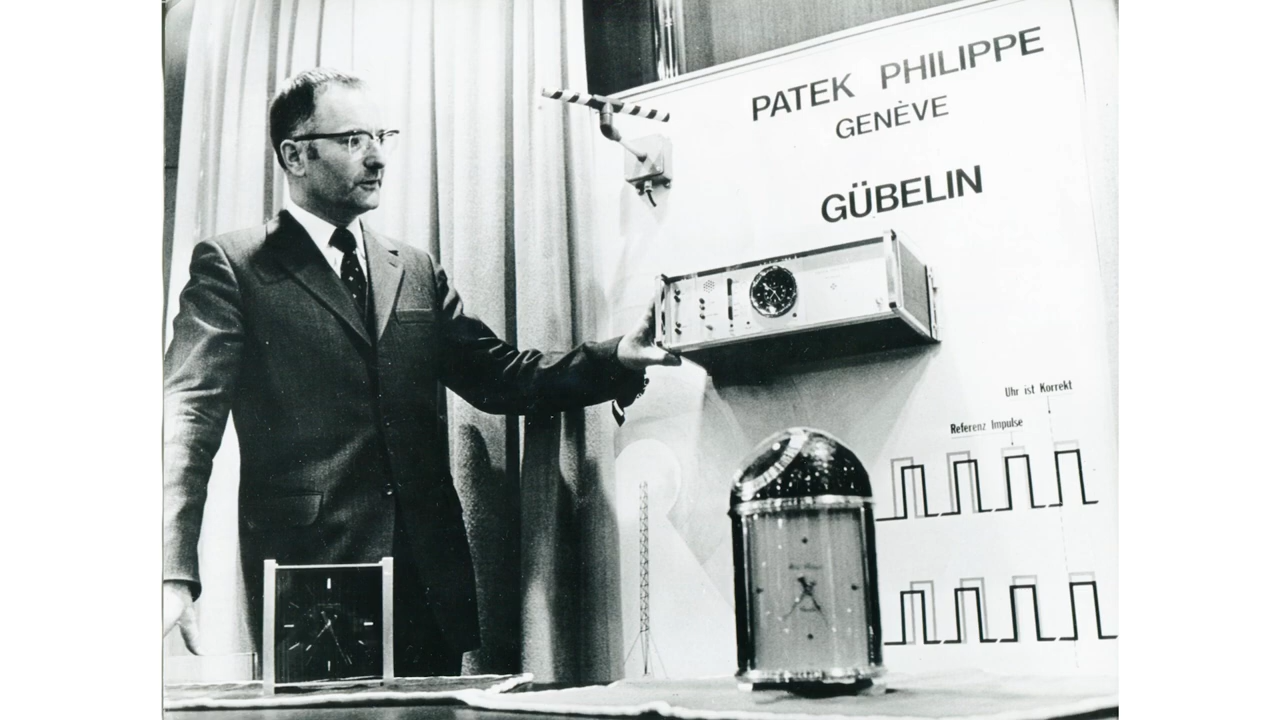 PATEK PHILIPPE
GENÈVE
GÜBELIN
Uhr ist Korrekt
Referenz Impulse